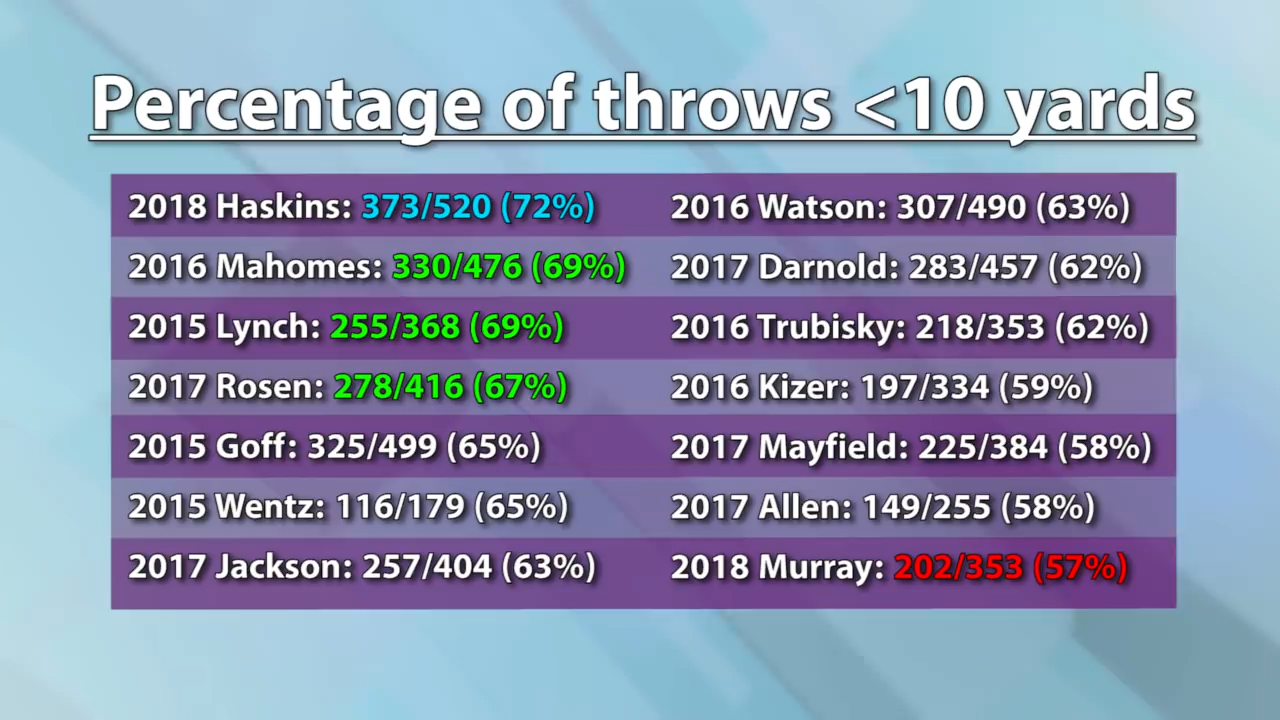 Percentage of throws <10 yards
2018 Haskins: 373/520 (72%)
2016 Mahomes: 330/476 (69%)
2015 Lynch: 255/368 (69%)
2017 Rosen: 278/416 (67%)
2015 Goff: 325/499 (65%)
2015 Wentz: 116/179 (65%)
2017 Jackson: 257/404 (63%)
2016 Watson: 307/490 (63%)
2017 Darnold: 283/457 (62%)
2016 Trubisky: 218/353 (62%)
2016 Kizer: 197/334 (59%)
2017 Mayfield: 225/384 (58%)
2017 Allen: 149/255 (58%)
2018 Murray: 202/353 (57%)